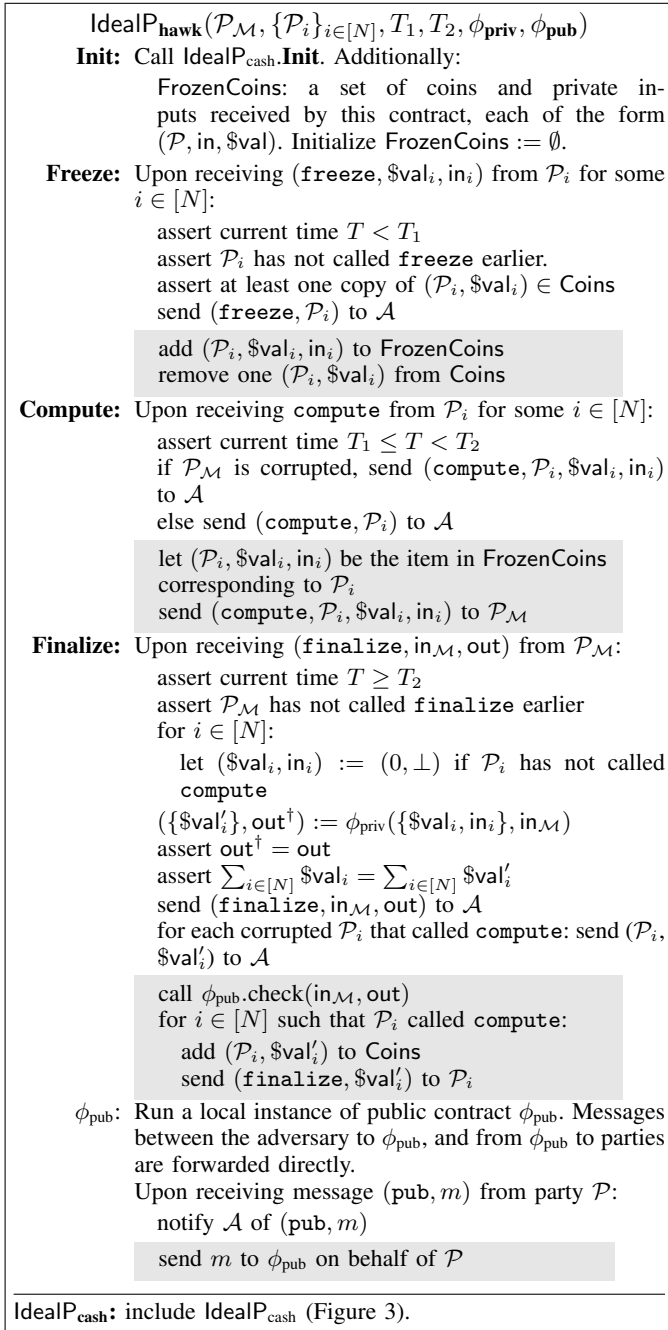 IdealP_hawk(𝒫_ℳ, {𝒫_i}_{i∈[N]}, T_1, T_2, ϕ_priv, ϕ_pub)
Init: Call IdealP_cash.Init. Additionally:
FrozenCoins: a set of coins and private in-
puts received by this contract, each of the form
(𝒫, in, $val). Initialize FrozenCoins := ∅.
Freeze: Upon receiving (freeze, $val_i, in_i) from 𝒫_i for some
i ∈ [N]:
assert current time T < T_1
assert 𝒫_i has not called freeze earlier.
assert at least one copy of (𝒫_i, $val_i) ∈ Coins
send (freeze, 𝒫_i) to 𝒜
add (𝒫_i, $val_i, in_i) to FrozenCoins
remove one (𝒫_i, $val_i) from Coins
Compute: Upon receiving compute from 𝒫_i for some i ∈ [N]:
assert current time T_1 ≤ T < T_2
if 𝒫_ℳ is corrupted, send (compute, 𝒫_i, $val_i, in_i)
to 𝒜
else send (compute, 𝒫_i) to 𝒜
let (𝒫_i, $val_i, in_i) be the item in FrozenCoins
corresponding to 𝒫_i
send (compute, 𝒫_i, $val_i, in_i) to 𝒫_ℳ
Finalize: Upon receiving (finalize, in_ℳ, out) from 𝒫_ℳ:
assert current time T ≥ T_2
assert 𝒫_ℳ has not called finalize earlier
for i ∈ [N]:
let ($val_i, in_i) := (0, ⊥) if 𝒫_i has not called
compute
({$val′_i}, out^†) := ϕ_priv({$val_i, in_i}, in_ℳ)
assert out^† = out
assert ∑_{i∈[N]} $val_i = ∑_{i∈[N]} $val′_i
send (finalize, in_ℳ, out) to 𝒜
for each corrupted 𝒫_i that called compute: send (𝒫_i,
$val′_i) to 𝒜
call ϕ_pub.check(in_ℳ, out)
for i ∈ [N] such that 𝒫_i called compute:
add (𝒫_i, $val′_i) to Coins
send (finalize, $val′_i) to 𝒫_i
ϕ_pub: Run a local instance of public contract ϕ_pub. Messages
between the adversary to ϕ_pub, and from ϕ_pub to parties
are forwarded directly.
Upon receiving message (pub, m) from party 𝒫:
notify 𝒜 of (pub, m)
send m to ϕ_pub on behalf of 𝒫
IdealP_cash: include IdealP_cash (Figure 3).